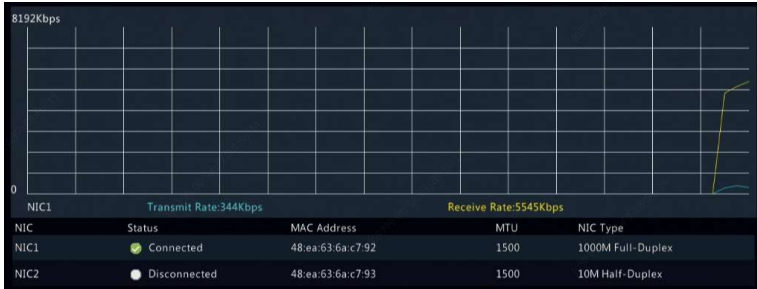 8192Kbps
0
NIC1 Transmit Rate:344Kbps Receive Rate:5545Kbps
NIC Status MAC Address MTU NIC Type
NIC1 Connected 48:ea:63:6a:c7:92 1500 1000M Full-Duplex
NIC2 Disconnected 48:ea:63:6a:c7:93 1500 10M Half-Duplex